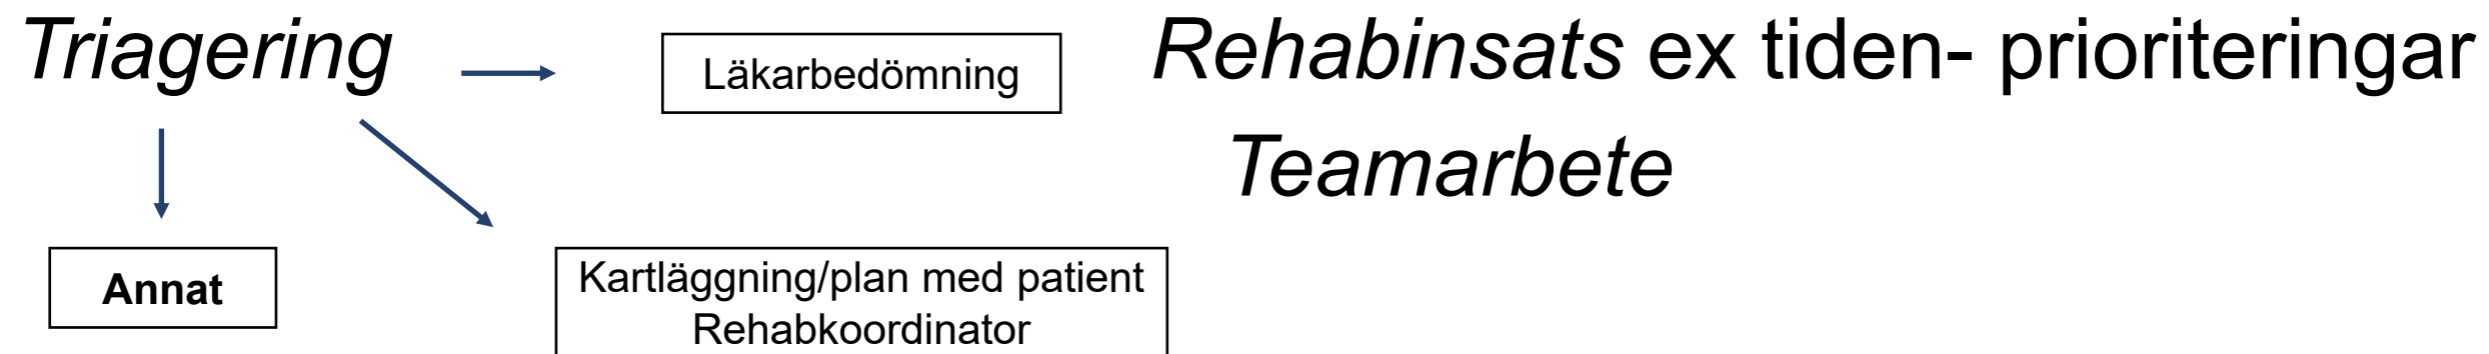 Triagering
Läkarbedömning
Rehabinsats ex tiden- prioriteringar
Teamarbete
Annat
Kartläggning/plan med patient
Rehabkoordinator